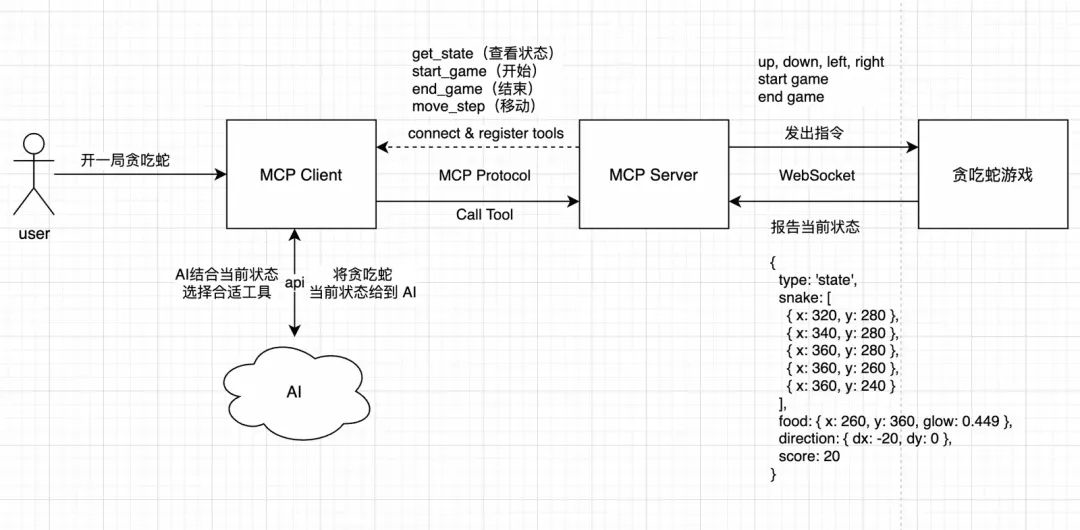 get_state（查看状态）
start_game（开始）
end_game（结束）
move_step（移动）
connect & register tools
up, down, left, right
start game
end game
发出指令
开一局贪吃蛇
user
MCP Client
MCP Protocol
MCP Server
WebSocket
贪吃蛇游戏
Call Tool
报告当前状态
AI结合当前状态
选择合适工具
api
将贪吃蛇
当前状态给到 AI
AI
{
type: 'state',
snake: [
{ x: 320, y: 280 },
{ x: 340, y: 280 },
{ x: 360, y: 280 },
{ x: 360, y: 260 },
{ x: 360, y: 240 }
],
food: { x: 260, y: 360, glow: 0.449 },
direction: { dx: -20, dy: 0 },
score: 20
}